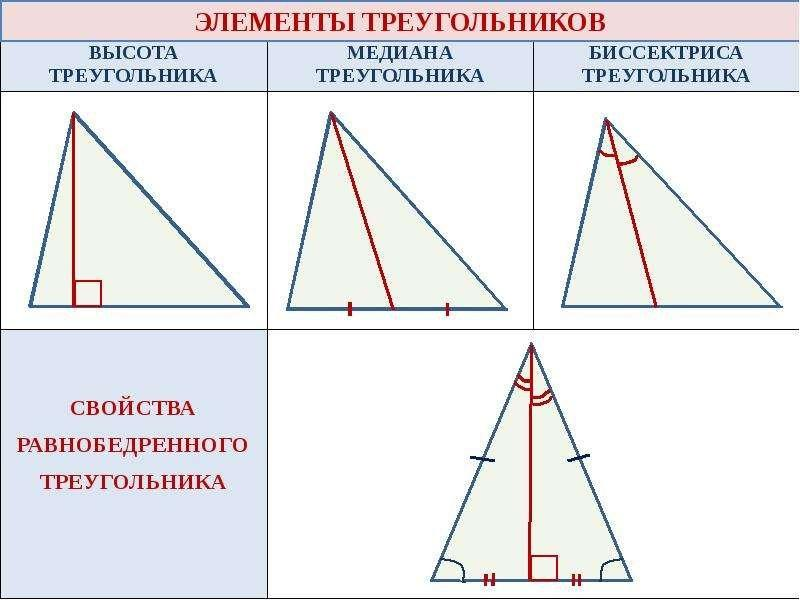 ЭЛЕМЕНТЫ ТРЕУГОЛЬНИКОВ
ВЫСОТА
ТРЕУГОЛЬНИКА
МЕДИАНА
ТРЕУГОЛЬНИКА
БИССЕКТРИСА
ТРЕУГОЛЬНИКА
СВОЙСТВА
РАВНОБЕДРЕННОГО
ТРЕУГОЛЬНИКА